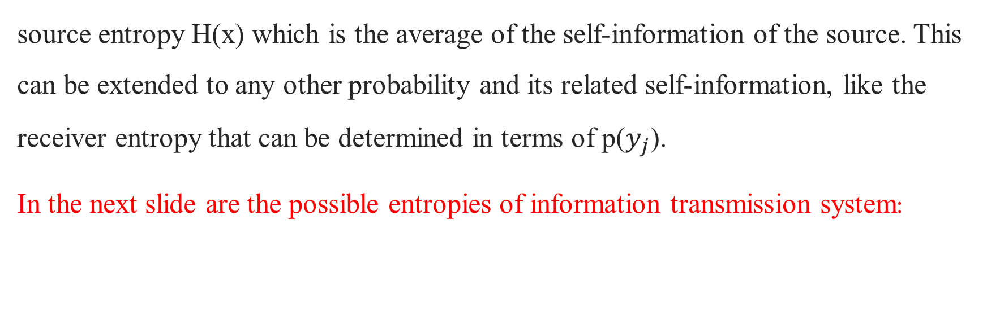 source entropy H(x) which is the average of the self-information of the source. This
can be extended to any other probability and its related self-information, like the
receiver entropy that can be determined in terms of p(y_j).
In the next slide are the possible entropies of information transmission system: